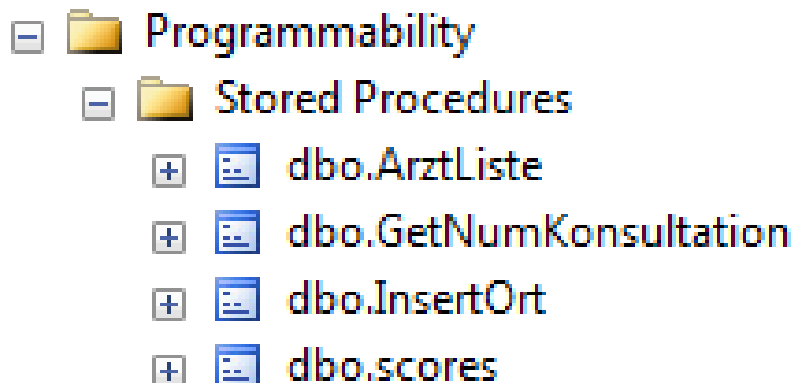 Programmability
Stored Procedures
dbo.ArztListe
dbo.GetNumKonsultation
dbo.InsertOrt
dbo.scores